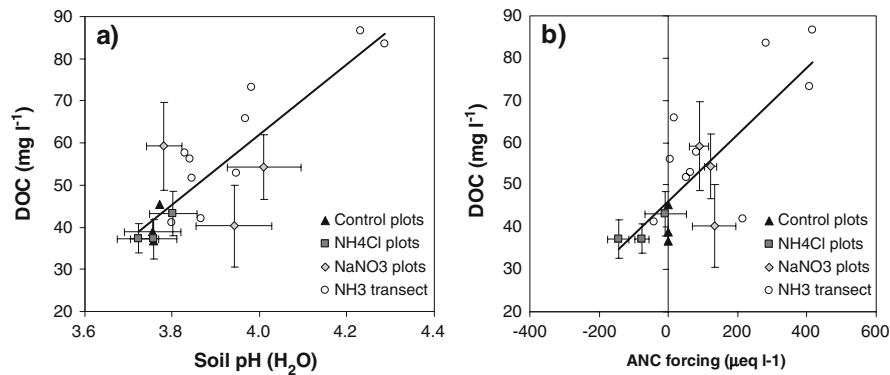 a)
DOC (mg l-1)
90
80
70
60
50
40
30
20
3.6 3.8 4.0 4.2 4.4
Soil pH (H2O)
Control plots
NH4Cl plots
NaNO3 plots
NH3 transect
b)
DOC (mg l-1)
90
80
70
60
50
40
30
20
-400 -200 0 200 400 600
ANC forcing (µeq l-1)
Control plots
NH4Cl plots
NaNO3 plots
NH3 transect